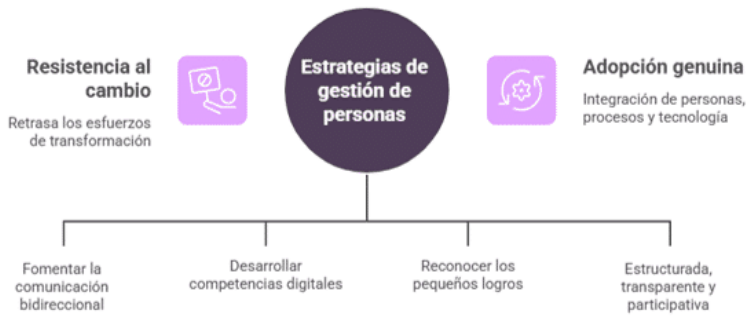 Resistencia al
cambio
Retrasa los esfuerzos
de transformación
Estrategias de
gestión de
personas
Adopción genuina
Integración de personas,
procesos y tecnología
Fomentar la
comunicación
bidireccional
Desarrollar
competencias digitales
Reconocer los
pequeños logros
Estructurada,
transparente y
participativa